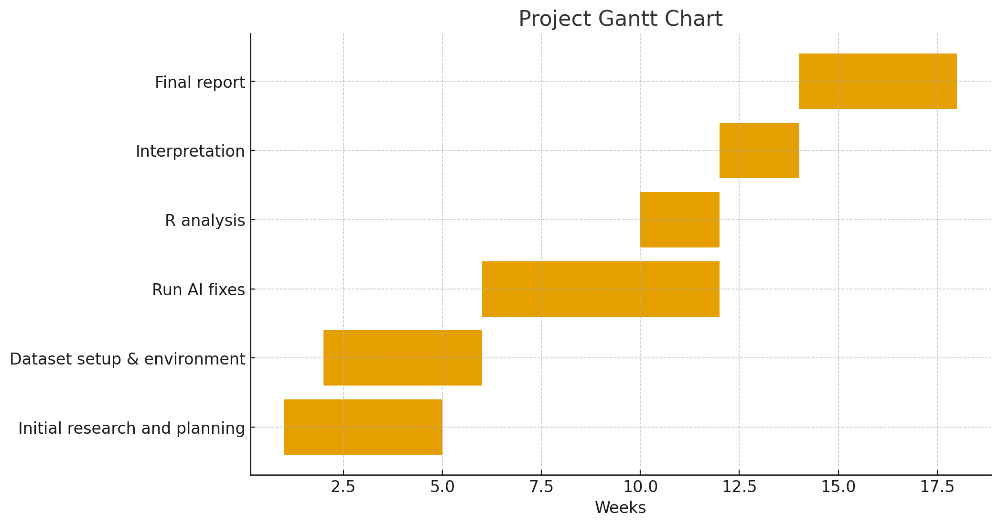 Project Gantt Chart
Final report
Interpretation
R analysis
Run AI fixes
Dataset setup & environment
Initial research and planning
2.5 5.0 7.5 10.0 12.5 15.0 17.5
Weeks